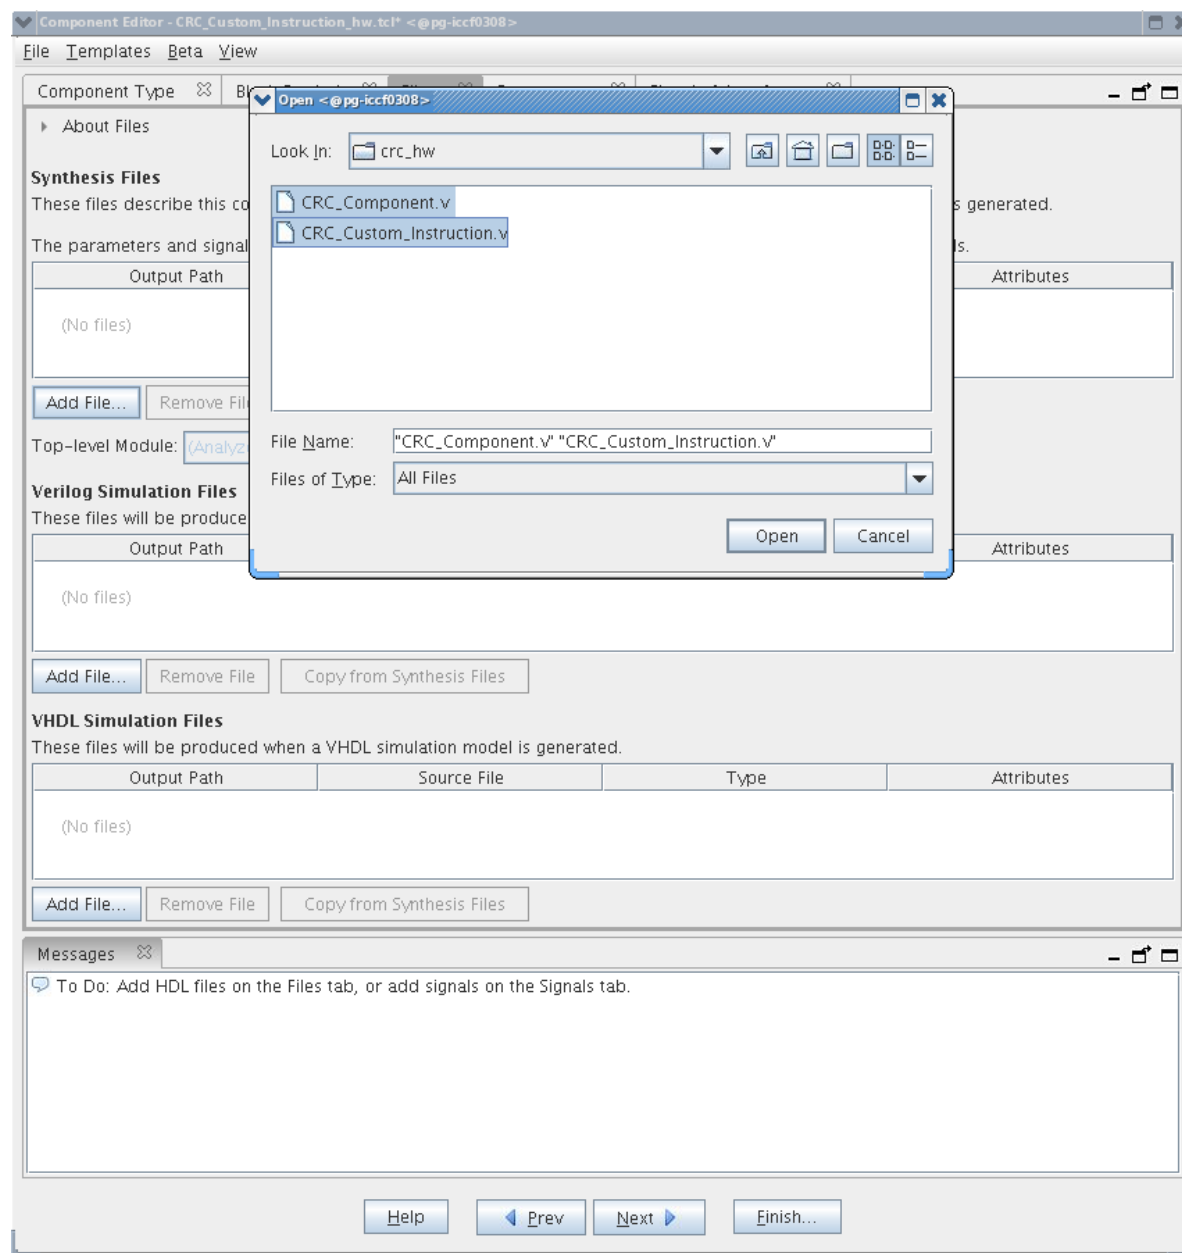 Component Editor - CRC_Custom_Instruction_hw.tcl* <@pg-iccf0308>
File Templates Beta View
Component Type
Open <@pg-iccf0308>
About Files
Look In: crc_hw
Synthesis Files
CRC_Component.v
These files describe this co
s generated.
CRC_Custom_Instruction.v
The parameters and signal
ls.
Output Path Attributes
(No files)
Add File... Remove Fil
File Name: "CRC_Component.v" "CRC_Custom_Instruction.v"
Top-level Module: (Analyz
Files of Type: All Files
Verilog Simulation Files
These files will be produce
Open Cancel
Output Path Attributes
(No files)
Add File... Remove File Copy from Synthesis Files
VHDL Simulation Files
These files will be produced when a VHDL simulation model is generated.
Output Path Source File Type Attributes
(No files)
Add File... Remove File Copy from Synthesis Files
Messages
To Do: Add HDL files on the Files tab, or add signals on the Signals tab.
Help Prev Next Finish...